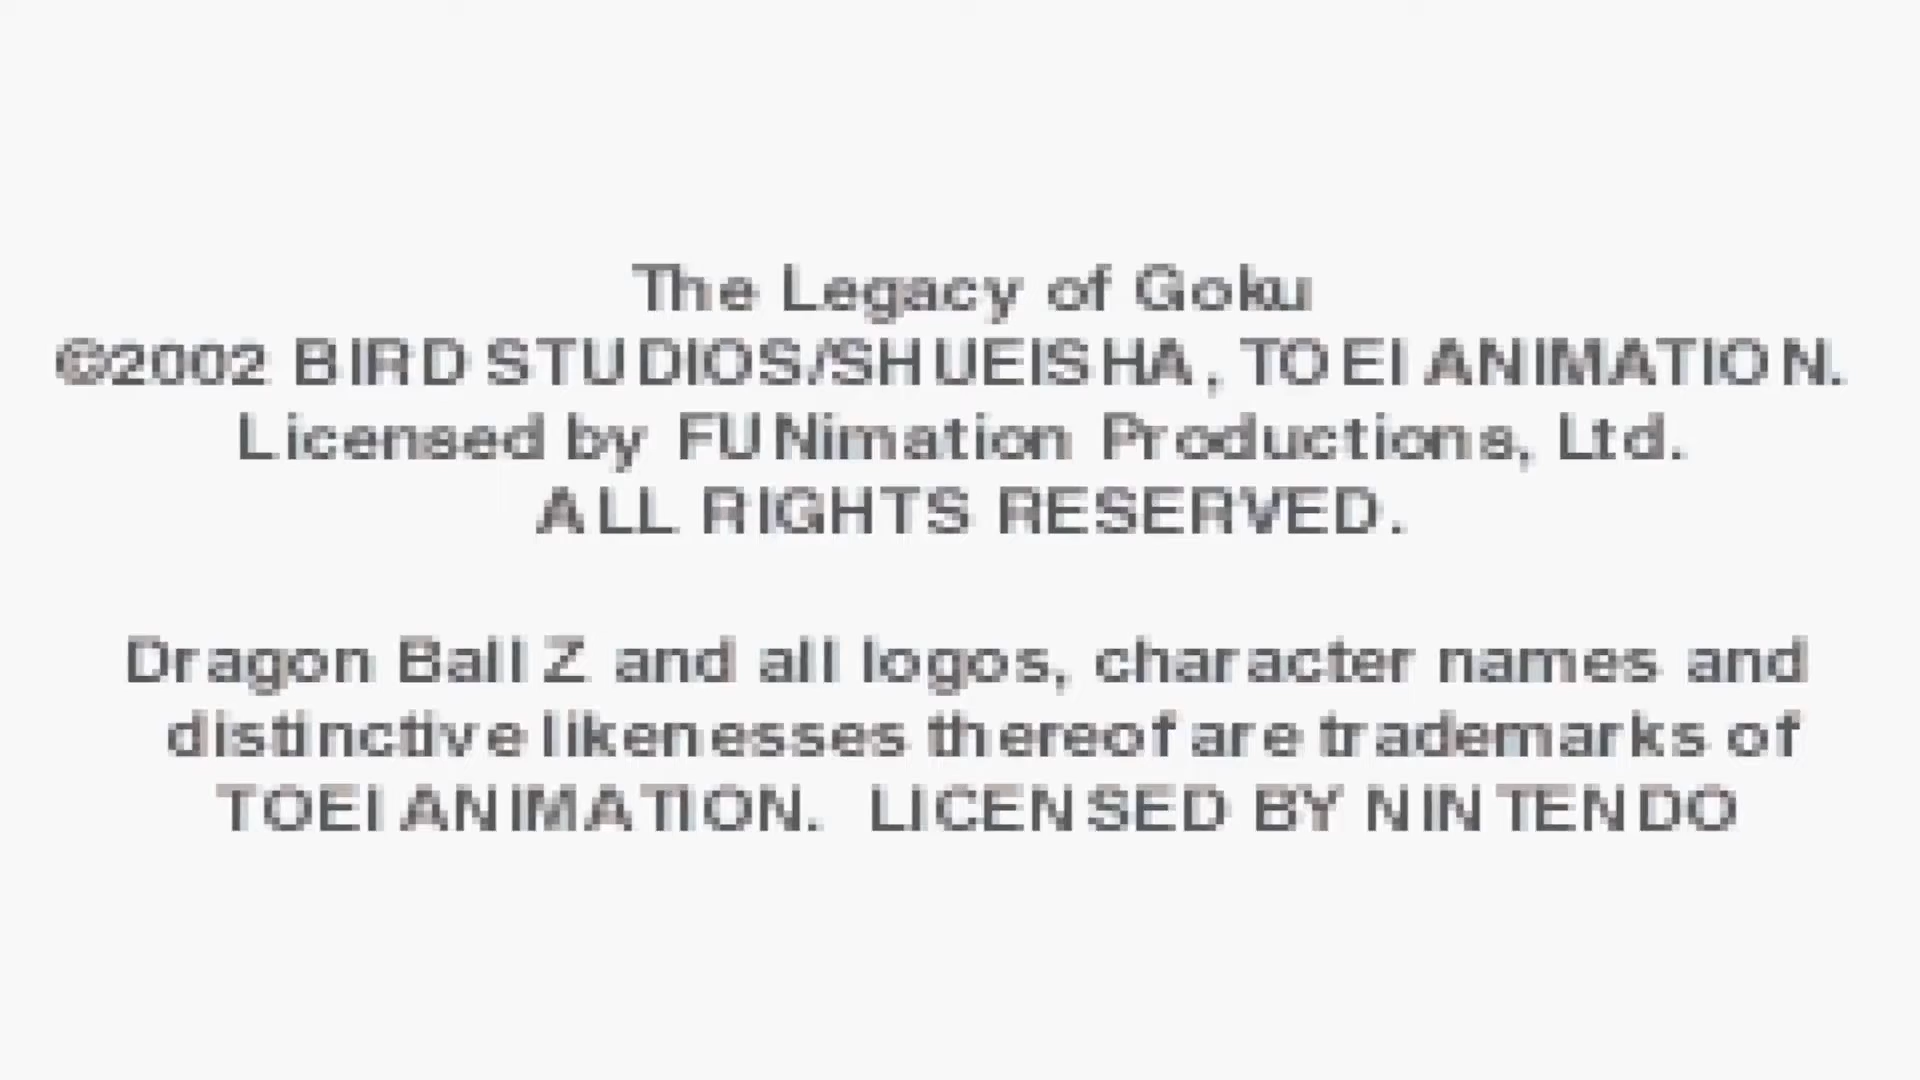 The Legacy of Goku
©2002 BIRD STUDIOS/SHUEISHA, TOEI ANIMATION.
Licensed by FUNimation Productions, Ltd.
ALL RIGHTS RESERVED.
Dragon Ball Z and all logos, character names and
distinctive likenesses thereof are trademarks of
TOEI ANIMATION. LICENSED BY NINTENDO